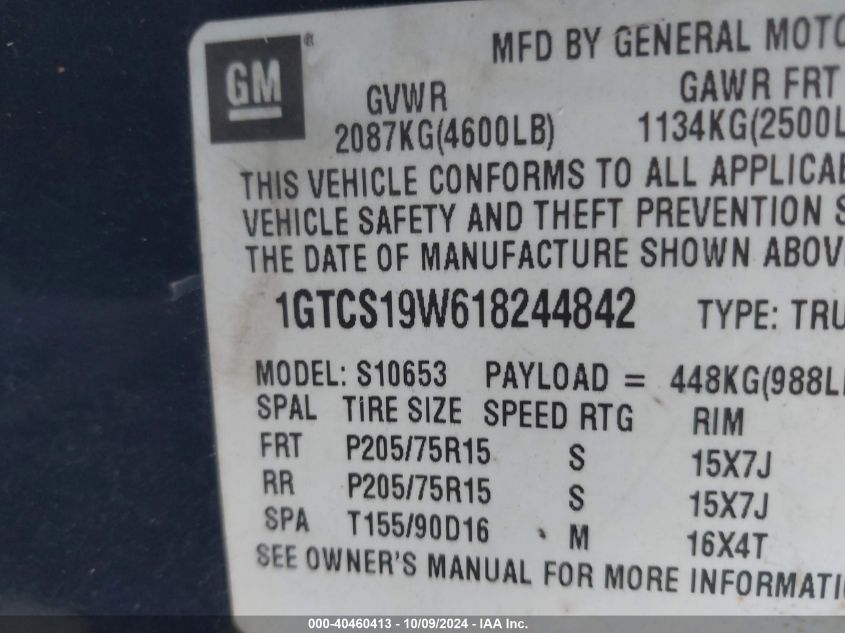 GM ®
MFD BY GENERAL MOTO
GVWR GAWR FRT
2087KG(4600LB) 1134KG(2500L
THIS VEHICLE CONFORMS TO ALL APPLICAB
VEHICLE SAFETY AND THEFT PREVENTION S
THE DATE OF MANUFACTURE SHOWN ABOV
1GTCS19W618244842 TYPE: TRU
MODEL: S10653 PAYLOAD = 448KG(988L
SPAL TIRE SIZE SPEED RTG RIM
FRT P205/75R15 S 15X7J
RR P205/75R15 S 15X7J
SPA T155/90D16 M 16X4T
SEE OWNER'S MANUAL FOR MORE INFORMATI
000-40460413 - 10/09/2024 - IAA Inc.